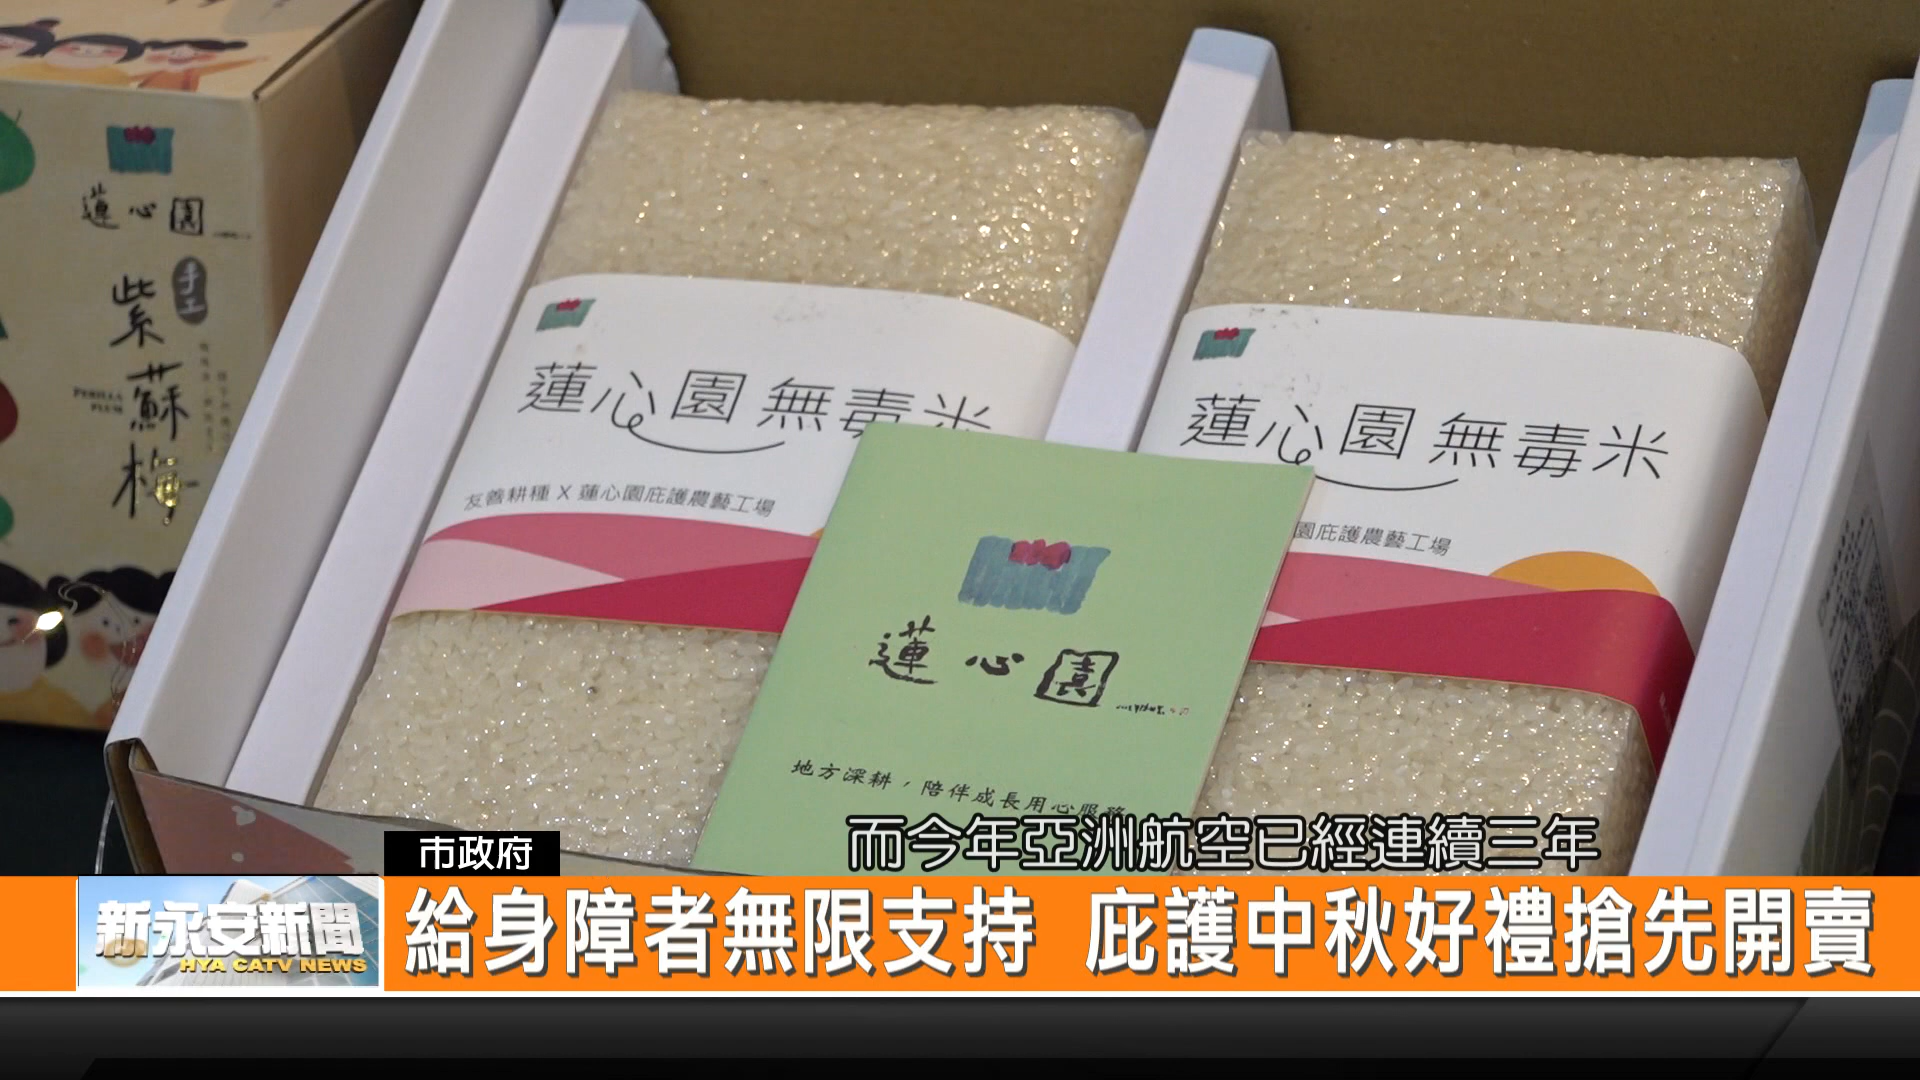 蓮心園
手工
紫蘇梅
PERILLA
PLUM
蓮心園 無毒米
友善耕種 X 蓮心園庇護農藝工場
蓮心園 無毒米
園庇護農藝工場
蓮心園
地方深耕，陪伴成長用心服務
而今年亞洲航空已經連續三年
市政府
新永安新聞
HYA CATV NEWS
給身障者無限支持 庇護中秋好禮搶先開賣